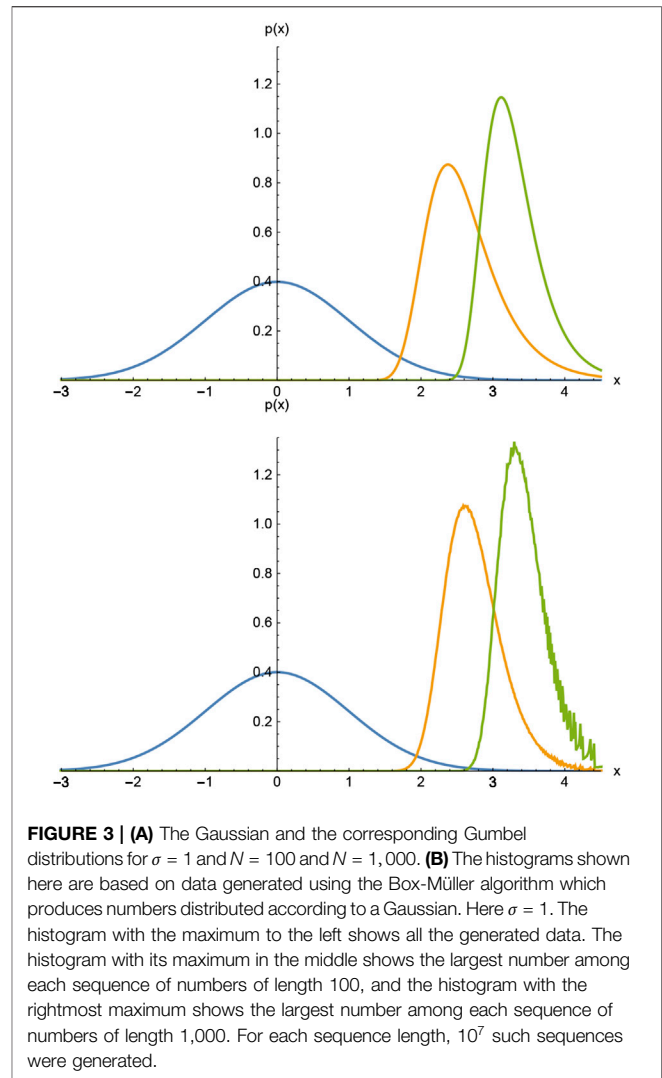 p(x)
1.2
1.0
0.8
0.6
0.4
0.2
-3 -2 -1 0 1 2 3 4 x
p(x)
1.2
1.0
0.8
0.6
0.4
0.2
-3 -2 -1 0 1 2 3 4 x
FIGURE 3 | (A) The Gaussian and the corresponding Gumbel
distributions for σ = 1 and N = 100 and N = 1, 000. (B) The histograms shown
here are based on data generated using the Box-Müller algorithm which
produces numbers distributed according to a Gaussian. Here σ = 1. The
histogram with the maximum to the left shows all the generated data. The
histogram with its maximum in the middle shows the largest number among
each sequence of numbers of length 100, and the histogram with the
rightmost maximum shows the largest number among each sequence of
numbers of length 1,000. For each sequence length, 10⁷ such sequences
were generated.